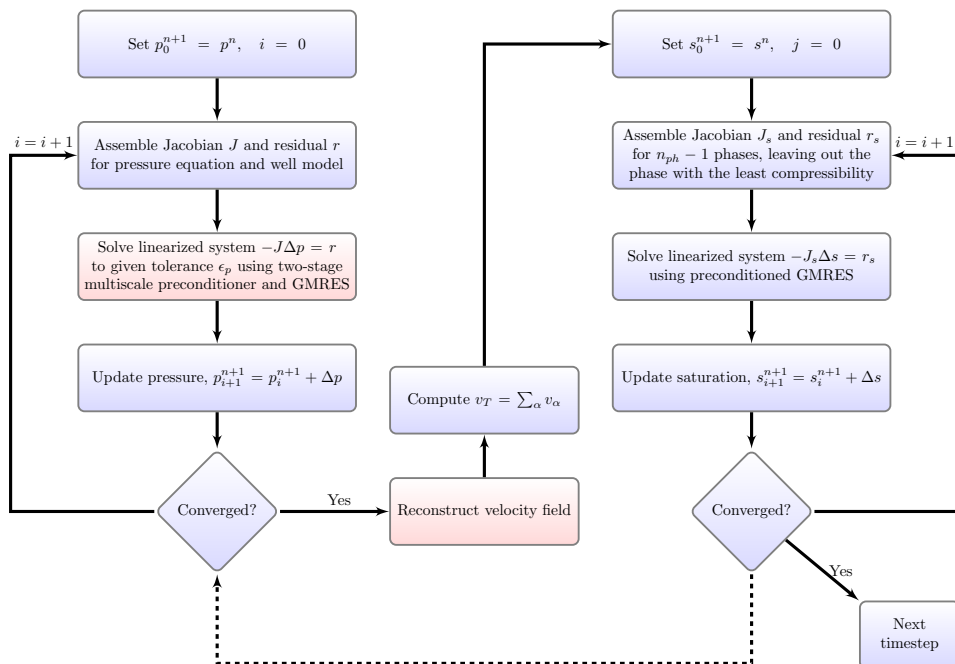 Set $p_0^{n+1} = p^n, \quad i = 0$
i = i + 1
Assemble Jacobian $J$ and residual $r$
for pressure equation and well model
Solve linearized system $-J\Delta p = r$
to given tolerance $\epsilon_p$ using two-stage
multiscale preconditioner and GMRES
Update pressure, $p_{i+1}^{n+1} = p_i^{n+1} + \Delta p$
Converged?
Yes
Reconstruct velocity field
Compute $v_T = \sum_\alpha v_\alpha$
Set $s_0^{n+1} = s^n, \quad j = 0$
Assemble Jacobian $J_s$ and residual $r_s$
for $n_{ph} - 1$ phases, leaving out the
phase with the least compressibility
i = i + 1
Solve linearized system $-J_s\Delta s = r_s$
using preconditioned GMRES
Update saturation, $s_{i+1}^{n+1} = s_i^{n+1} + \Delta s$
Converged?
Yes
Next
timestep